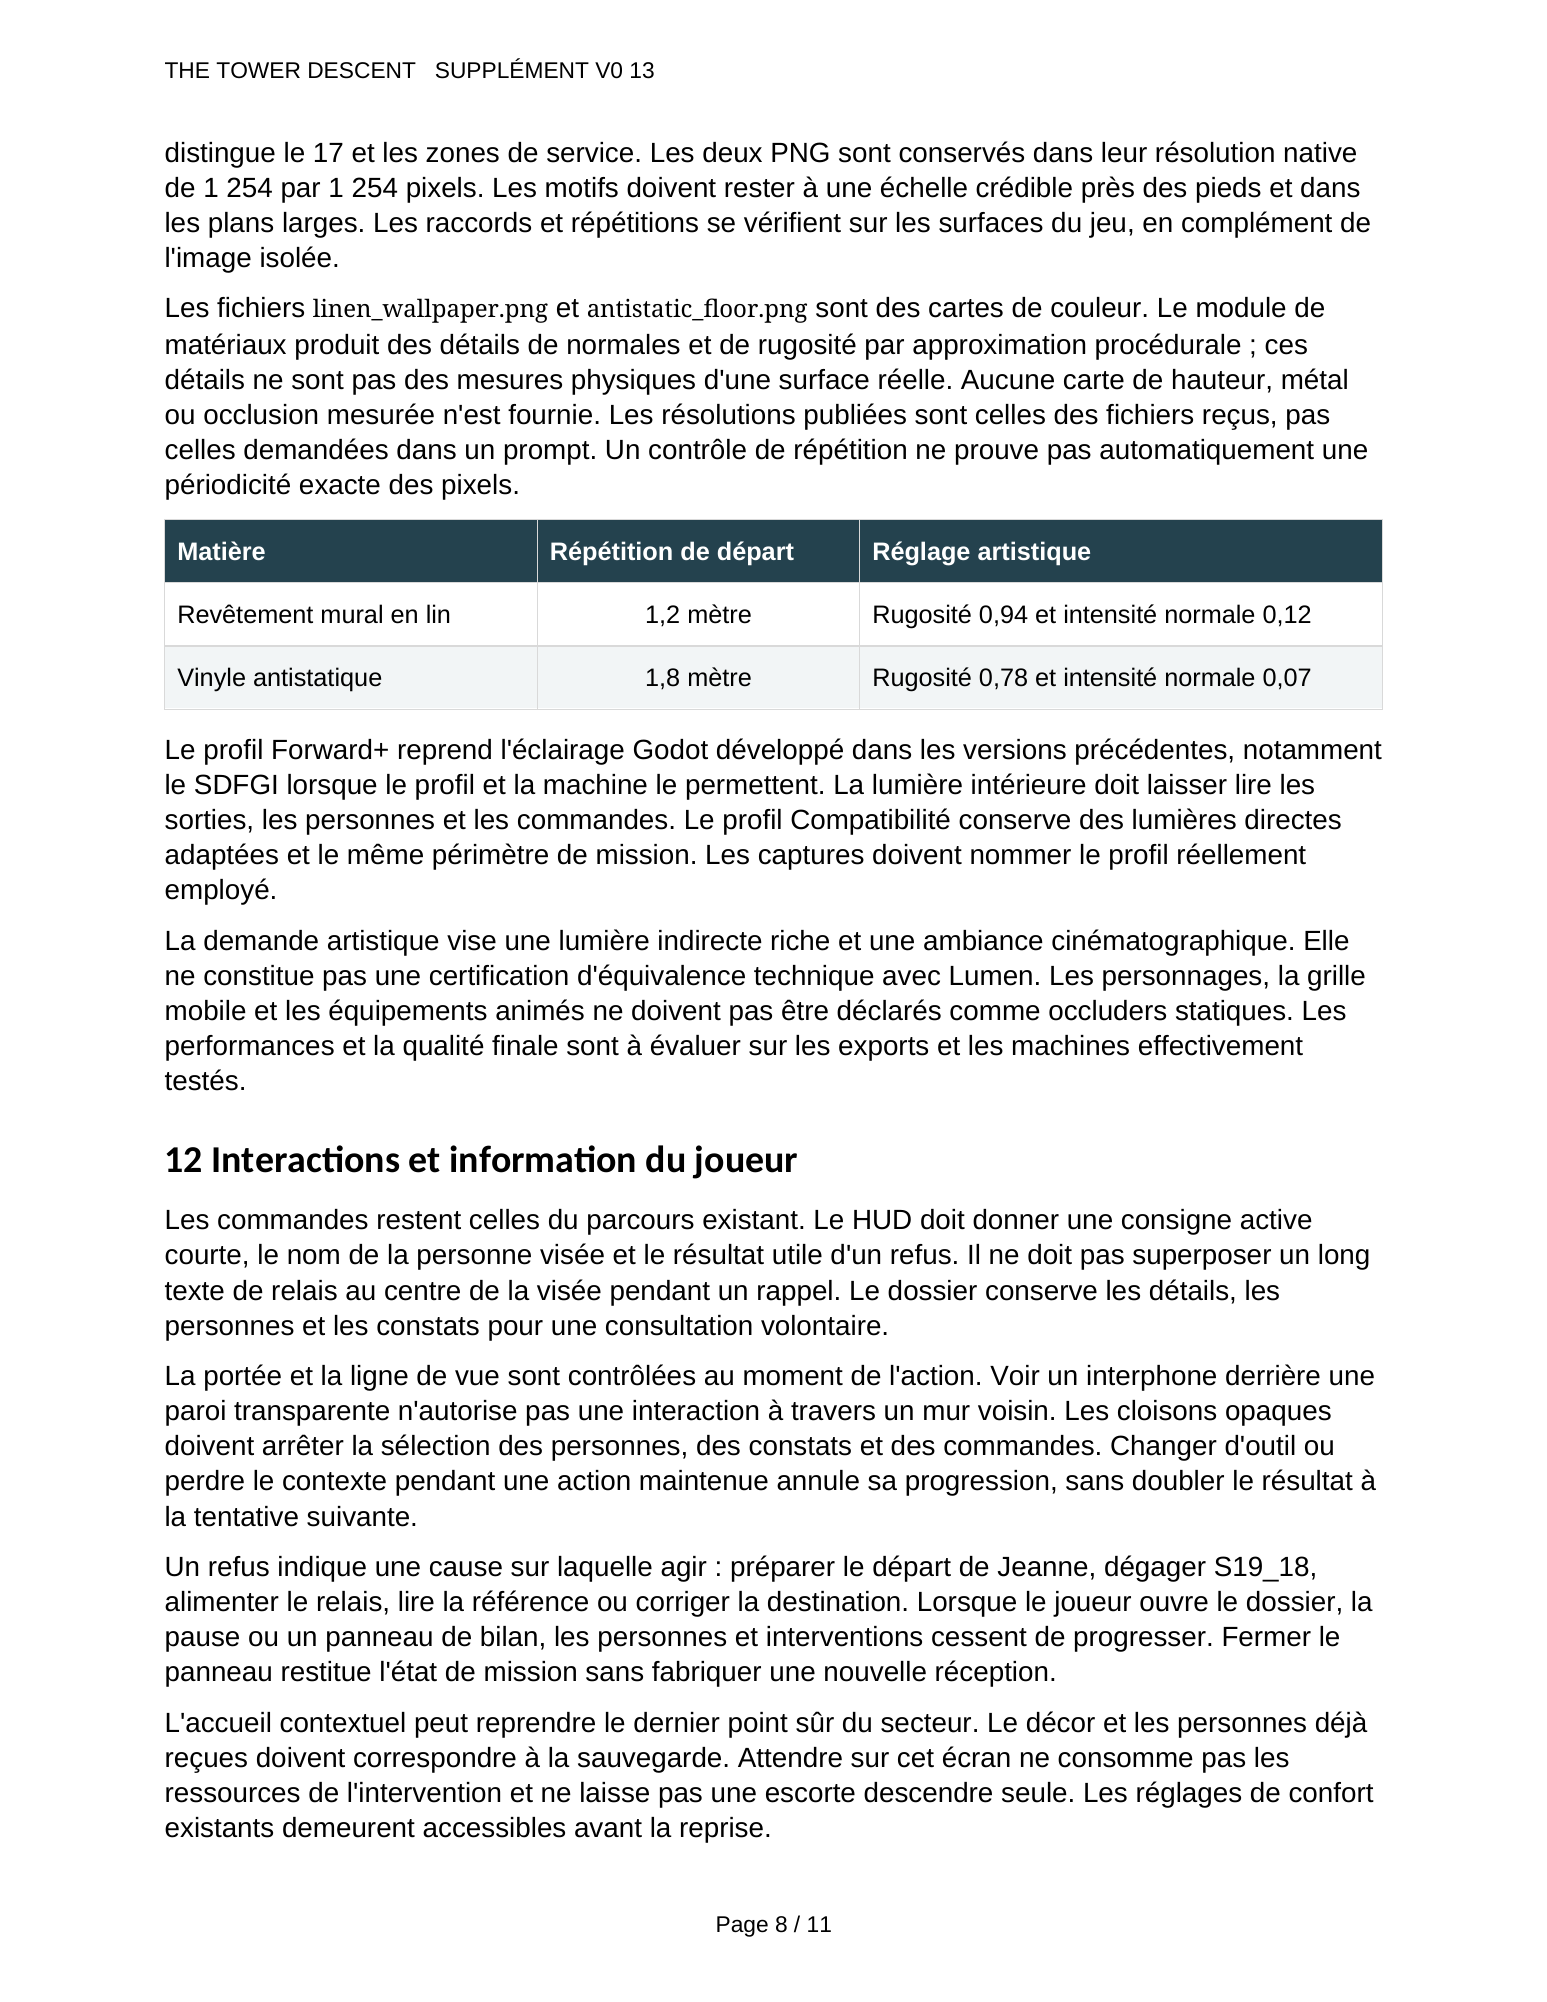 THE TOWER DESCENT SUPPLÉMENT V0 13
distingue le 17 et les zones de service. Les deux PNG sont conservés dans leur résolution native
de 1 254 par 1 254 pixels. Les motifs doivent rester à une échelle crédible près des pieds et dans
les plans larges. Les raccords et répétitions se vérifient sur les surfaces du jeu, en complément de
l'image isolée.
Les fichiers linen_wallpaper.png et antistatic_floor.png sont des cartes de couleur. Le module de
matériaux produit des détails de normales et de rugosité par approximation procédurale ; ces
détails ne sont pas des mesures physiques d'une surface réelle. Aucune carte de hauteur, métal
ou occlusion mesurée n'est fournie. Les résolutions publiées sont celles des fichiers reçus, pas
celles demandées dans un prompt. Un contrôle de répétition ne prouve pas automatiquement une
périodicité exacte des pixels.
Matière Répétition de départ Réglage artistique
Revêtement mural en lin 1,2 mètre Rugosité 0,94 et intensité normale 0,12
Vinyle antistatique 1,8 mètre Rugosité 0,78 et intensité normale 0,07
Le profil Forward+ reprend l'éclairage Godot développé dans les versions précédentes, notamment
le SDFGI lorsque le profil et la machine le permettent. La lumière intérieure doit laisser lire les
sorties, les personnes et les commandes. Le profil Compatibilité conserve des lumières directes
adaptées et le même périmètre de mission. Les captures doivent nommer le profil réellement
employé.
La demande artistique vise une lumière indirecte riche et une ambiance cinématographique. Elle
ne constitue pas une certification d'équivalence technique avec Lumen. Les personnages, la grille
mobile et les équipements animés ne doivent pas être déclarés comme occluders statiques. Les
performances et la qualité finale sont à évaluer sur les exports et les machines effectivement
testés.
12 Interactions et information du joueur
Les commandes restent celles du parcours existant. Le HUD doit donner une consigne active
courte, le nom de la personne visée et le résultat utile d'un refus. Il ne doit pas superposer un long
texte de relais au centre de la visée pendant un rappel. Le dossier conserve les détails, les
personnes et les constats pour une consultation volontaire.
La portée et la ligne de vue sont contrôlées au moment de l'action. Voir un interphone derrière une
paroi transparente n'autorise pas une interaction à travers un mur voisin. Les cloisons opaques
doivent arrêter la sélection des personnes, des constats et des commandes. Changer d'outil ou
perdre le contexte pendant une action maintenue annule sa progression, sans doubler le résultat à
la tentative suivante.
Un refus indique une cause sur laquelle agir : préparer le départ de Jeanne, dégager S19_18,
alimenter le relais, lire la référence ou corriger la destination. Lorsque le joueur ouvre le dossier, la
pause ou un panneau de bilan, les personnes et interventions cessent de progresser. Fermer le
panneau restitue l'état de mission sans fabriquer une nouvelle réception.
L'accueil contextuel peut reprendre le dernier point sûr du secteur. Le décor et les personnes déjà
reçues doivent correspondre à la sauvegarde. Attendre sur cet écran ne consomme pas les
ressources de l'intervention et ne laisse pas une escorte descendre seule. Les réglages de confort
existants demeurent accessibles avant la reprise.
Page 8 / 11